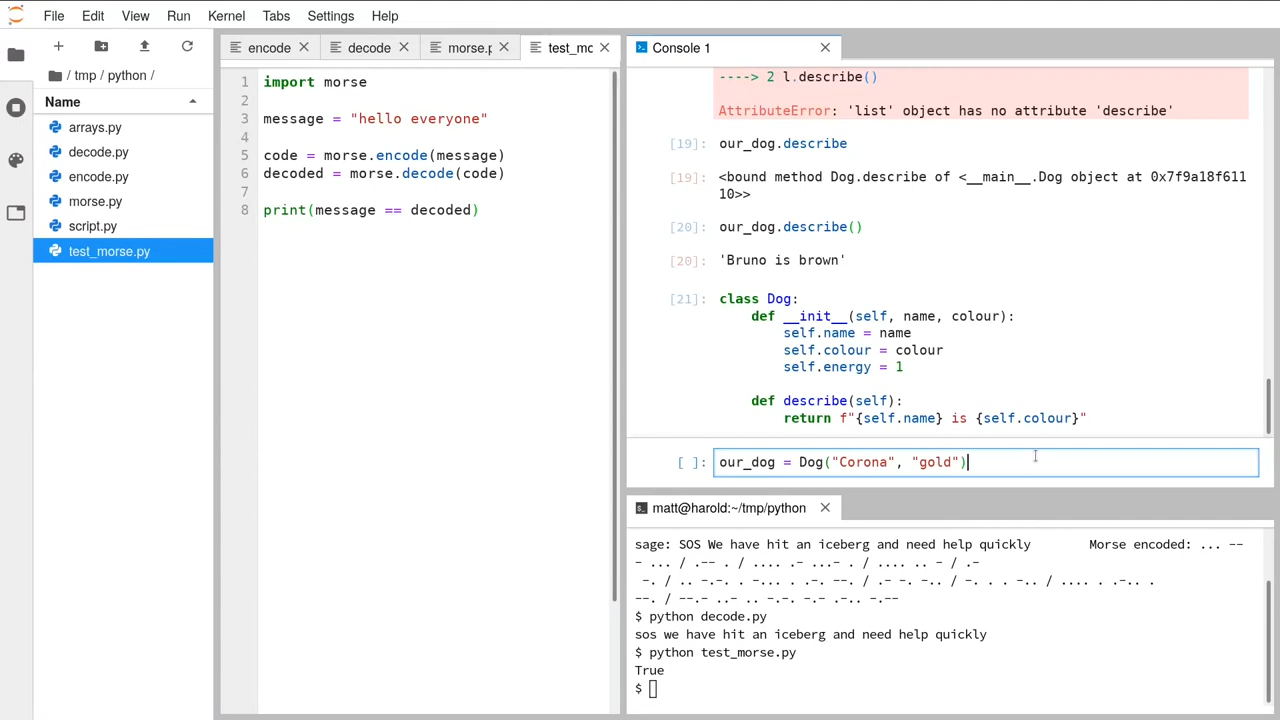 File Edit View Run Kernel Tabs Settings Help
/ tmp / python /
Name
arrays.py
decode.py
encode.py
morse.py
script.py
test_morse.py
encode
decode
morse.p
test_mc
1 import morse
2
3 message = "hello everyone"
4
5 code = morse.encode(message)
6 decoded = morse.decode(code)
7
8 print(message == decoded)
Console 1
----> 2 l.describe()
AttributeError: 'list' object has no attribute 'describe'
[19]: our_dog.describe
[19]: <bound method Dog.describe of <__main__.Dog object at 0x7f9a18f611
10>>
[20]: our_dog.describe()
[20]: 'Bruno is brown'
[21]: class Dog:
def __init__(self, name, colour):
self.name = name
self.colour = colour
self.energy = 1
def describe(self):
return f"{self.name} is {self.colour}"
[ ]: our_dog = Dog("Corona", "gold")
matt@harold:~/tmp/python
sage: SOS We have hit an iceberg and need help quickly Morse encoded: ... --
- ... / .-- . / .... .- ...- . / .... .. - / .-
-. / .. -.-. . -... . .-. --. / .- -. -.. / -. . . -.. / .... . .-.. .
--. / --.- ..- .. -.-. -.- .-.. -.--
$ python decode.py
sos we have hit an iceberg and need help quickly
$ python test_morse.py
True
$